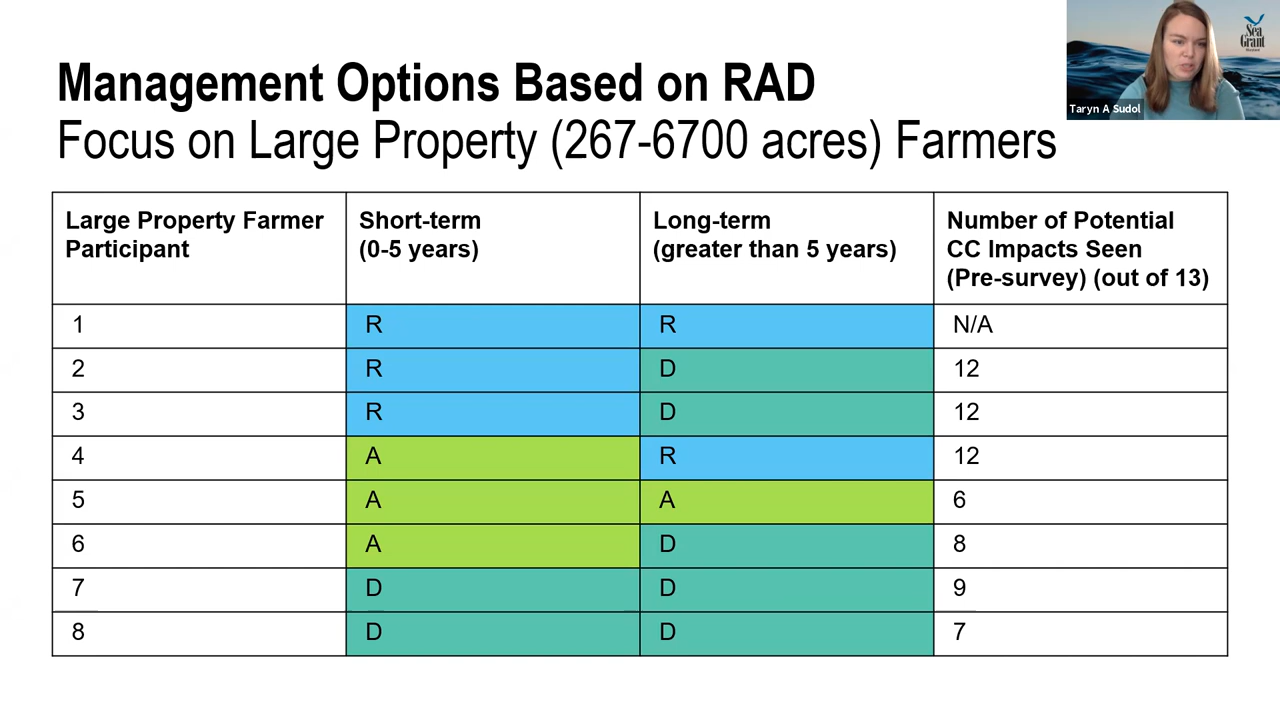 Management Options Based on RAD
Focus on Large Property (267-6700 acres) Farmers
Sea
Grant
Taryn A Sudol
Large Property Farmer
Participant
Short-term
(0-5 years)
Long-term
(greater than 5 years)
Number of Potential
CC Impacts Seen
(Pre-survey) (out of 13)
1 R R N/A
2 R D 12
3 R D 12
4 A R 12
5 A A 6
6 A D 8
7 D D 9
8 D D 7